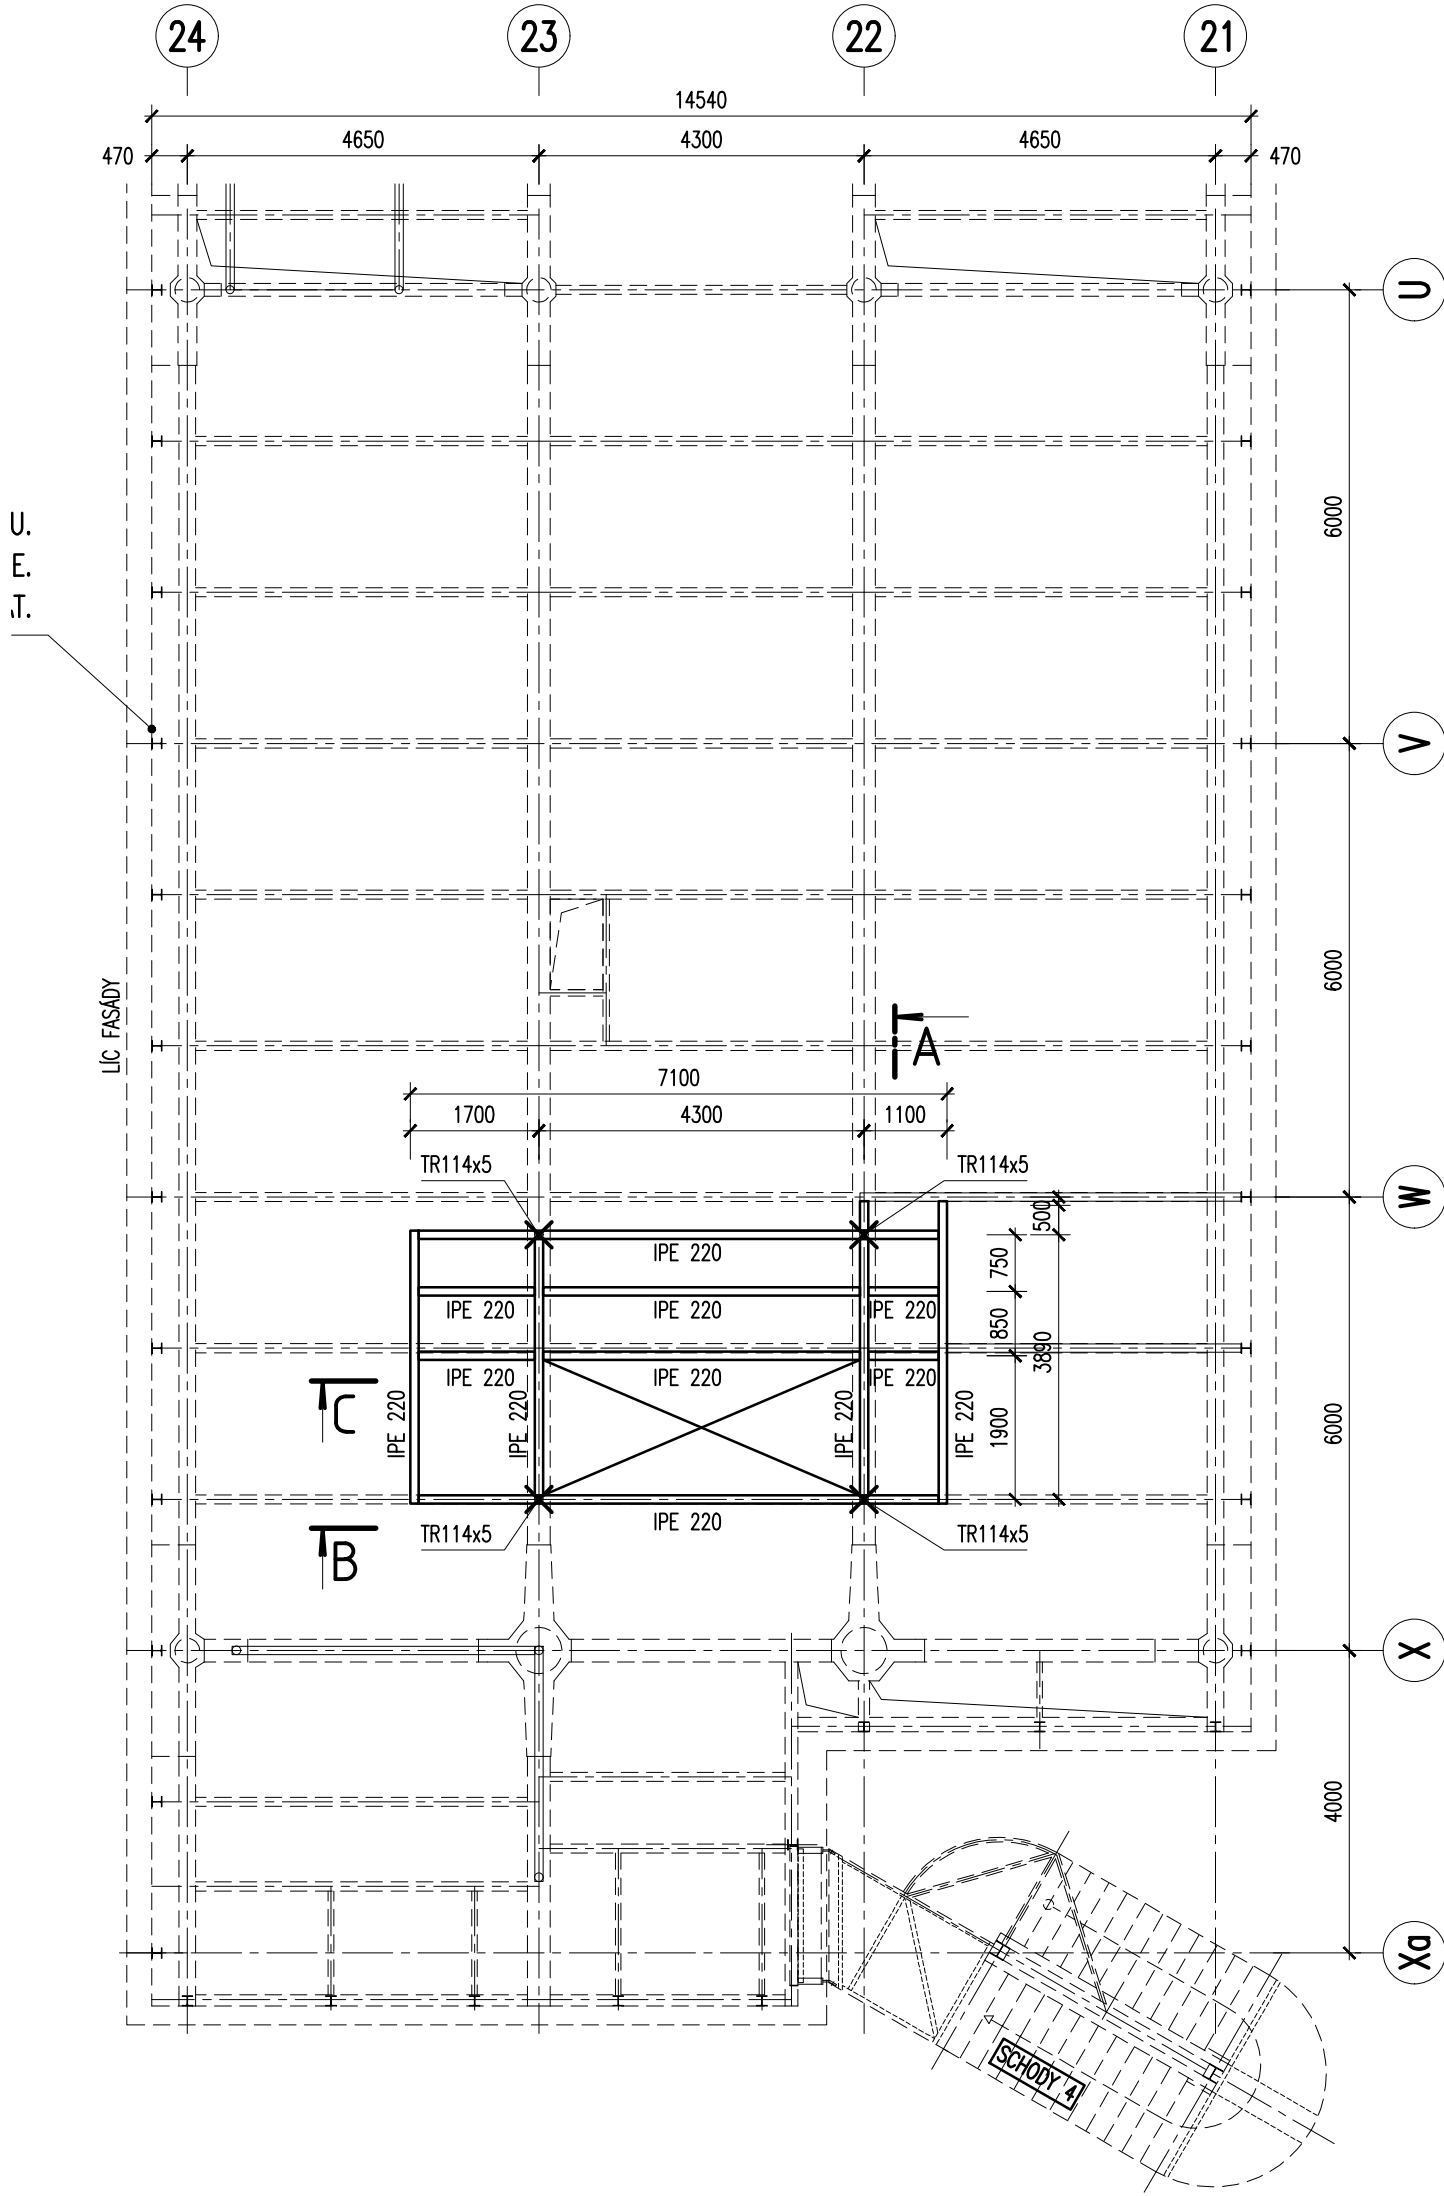 24 23 22 21
14540
4650 4300 4650
470 470
U
6000
U.
E.
.T.
V
6000
LÍC FASÁDY
A
7100
1700 4300 1100
TR114x5 TR114x5
W
500
IPE 220
750
IPE 220 IPE 220 IPE 220
850
3890
IPE 220 IPE 220 IPE 220
C
IPE 220 IPE 220 IPE 220 IPE 220
1900
6000
IPE 220
TR114x5 TR114x5
B
X
4000
Xa
SCHODY 4